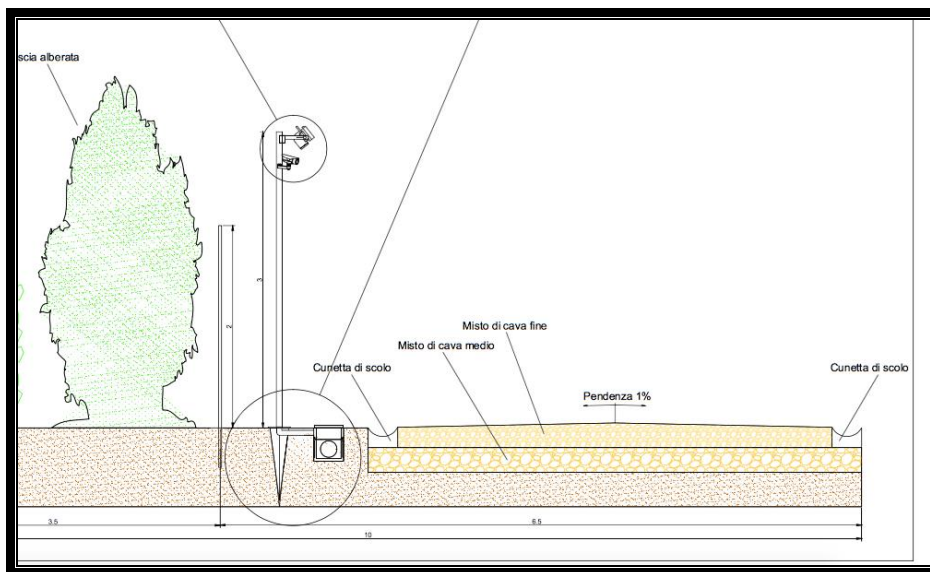 scia alberata
3
2
Misto di cava fine
Misto di cava medio
Cunetta di scolo
Cunetta di scolo
Pendenza 1%
3.5
6.5
10